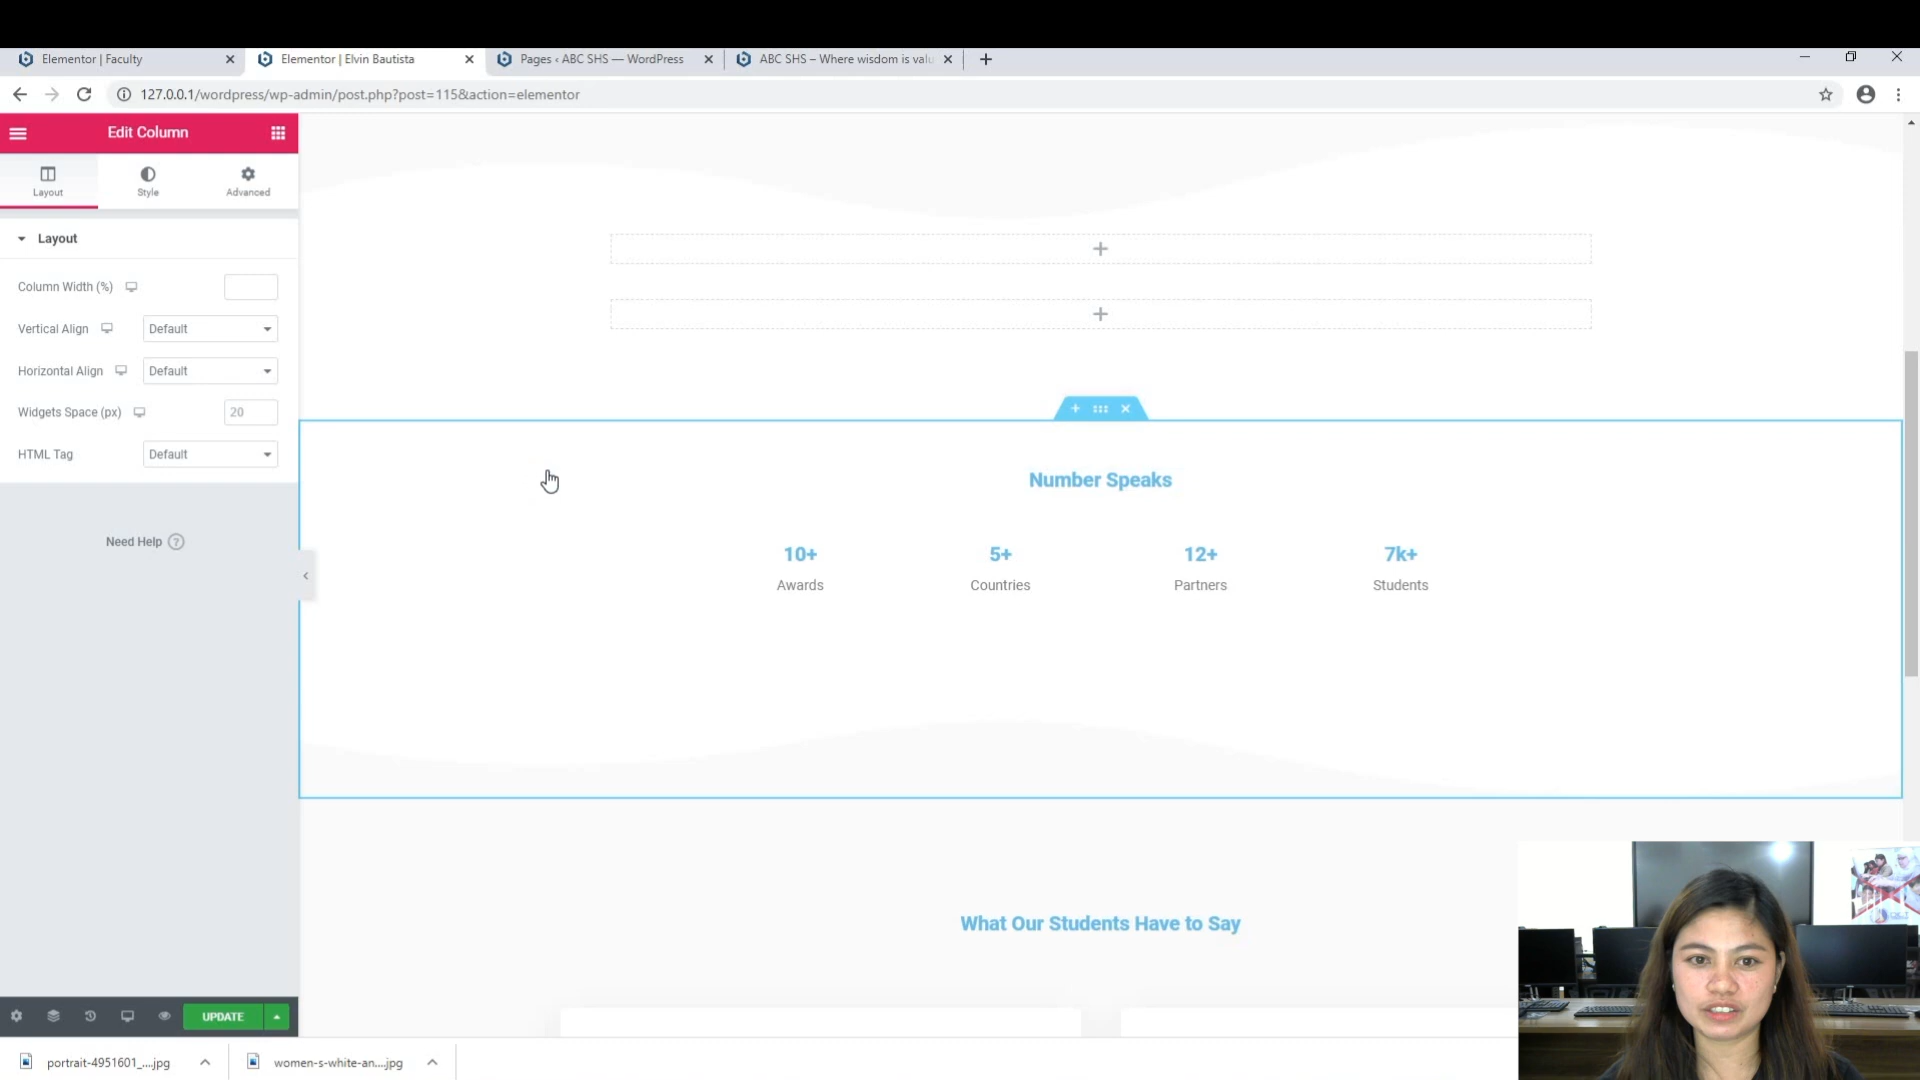 Elementor | Faculty
Elementor | Elvin Bautista
Pages ‹ ABC SHS — WordPress
ABC SHS – Where wisdom is valu
127.0.0.1/wordpress/wp-admin/post.php?post=115&action=elementor
Edit Column
Layout
Style
Advanced
Layout
Column Width (%)
Vertical Align
Default
Horizontal Align
Default
Widgets Space (px)
20
HTML Tag
Default
Need Help
Number Speaks
10+
5+
12+
7k+
Awards
Countries
Partners
Students
What Our Students Have to Say
UPDATE
portrait-4951601_....jpg
women-s-white-an....jpg